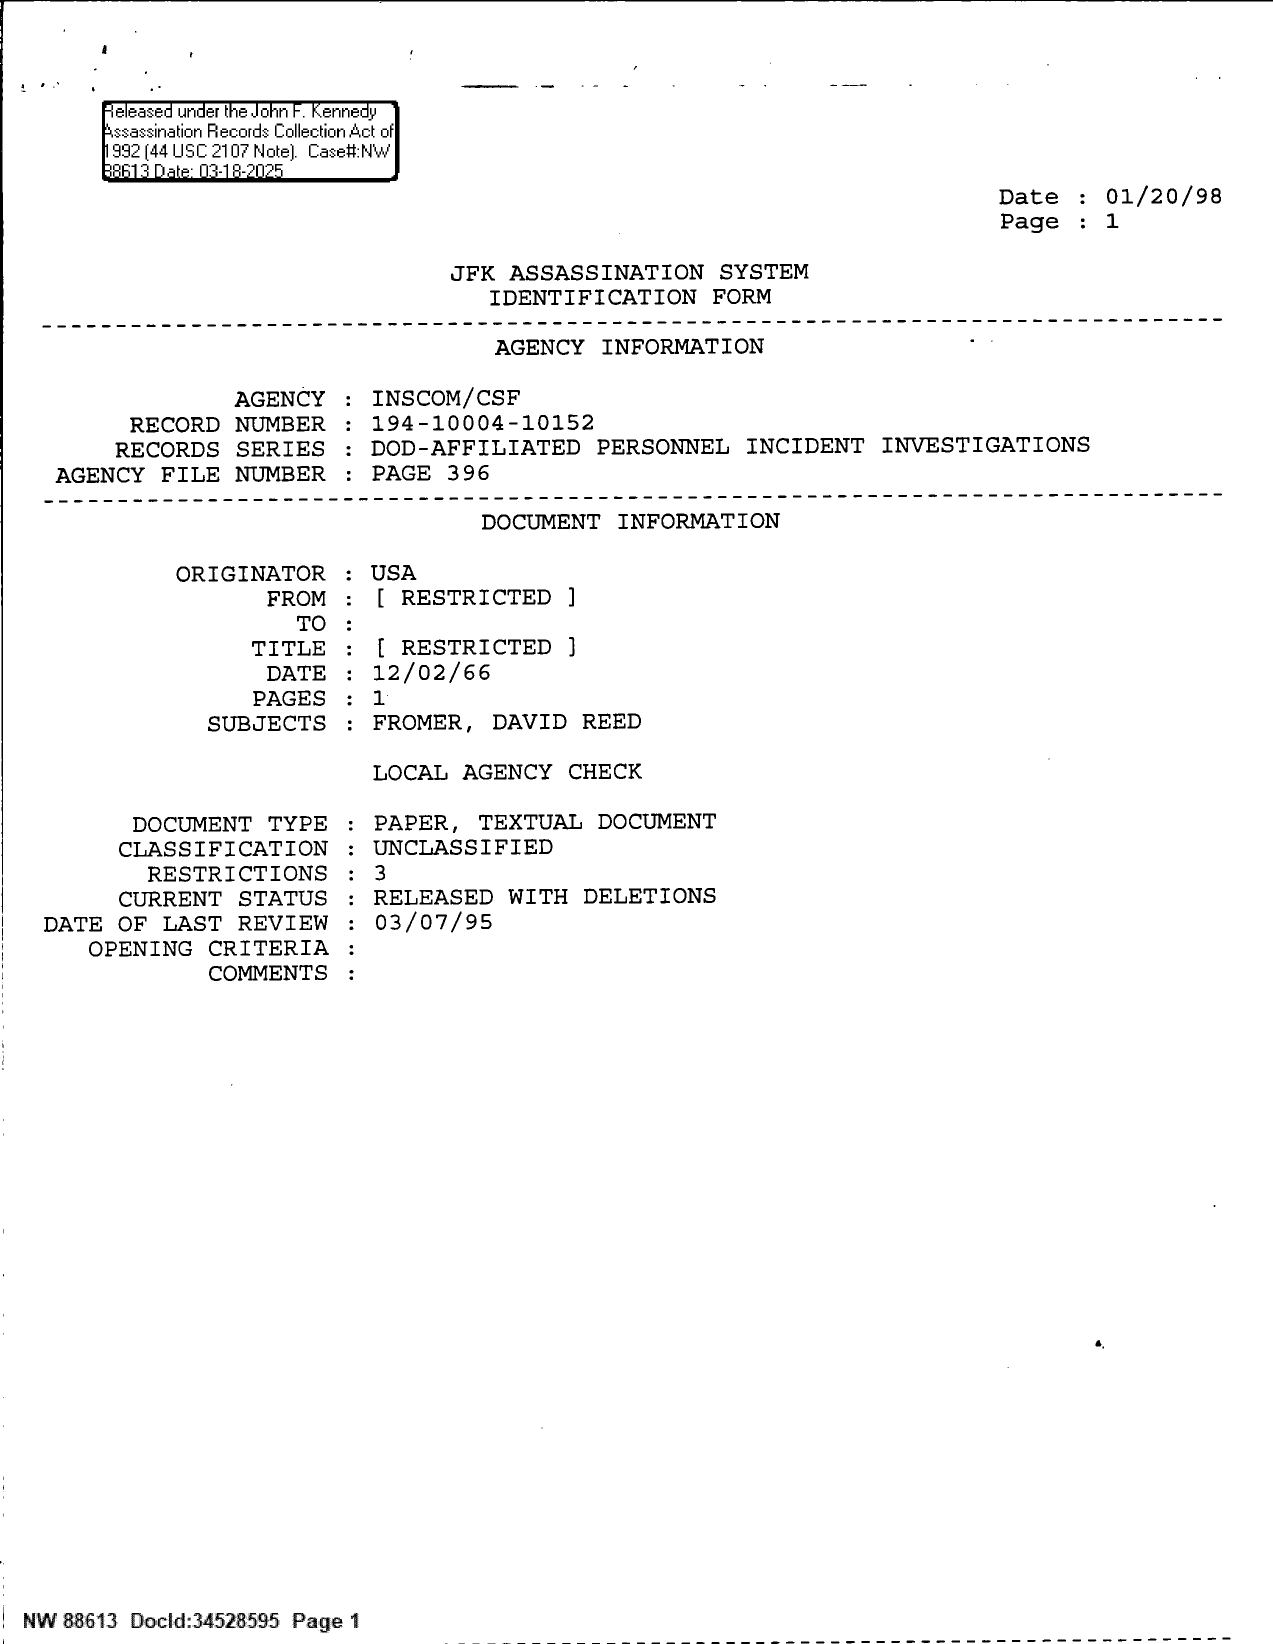 Released under the John F. Kennedy
Assassination Records Collection Act of
1992 (44 USC 2107 Note). Case#:NW
88613 Date: 03-18-2025
Date : 01/20/98
Page : 1
JFK ASSASSINATION SYSTEM
IDENTIFICATION FORM
AGENCY INFORMATION
AGENCY : INSCOM/CSF
RECORD NUMBER : 194-10004-10152
RECORDS SERIES : DOD-AFFILIATED PERSONNEL INCIDENT INVESTIGATIONS
AGENCY FILE NUMBER : PAGE 396
DOCUMENT INFORMATION
ORIGINATOR : USA
FROM : [ RESTRICTED ]
TO :
TITLE : [ RESTRICTED ]
DATE : 12/02/66
PAGES : 1
SUBJECTS : FROMER, DAVID REED
LOCAL AGENCY CHECK
DOCUMENT TYPE : PAPER, TEXTUAL DOCUMENT
CLASSIFICATION : UNCLASSIFIED
RESTRICTIONS : 3
CURRENT STATUS : RELEASED WITH DELETIONS
DATE OF LAST REVIEW : 03/07/95
OPENING CRITERIA :
COMMENTS :
NW 88613 DocId:34528595 Page 1